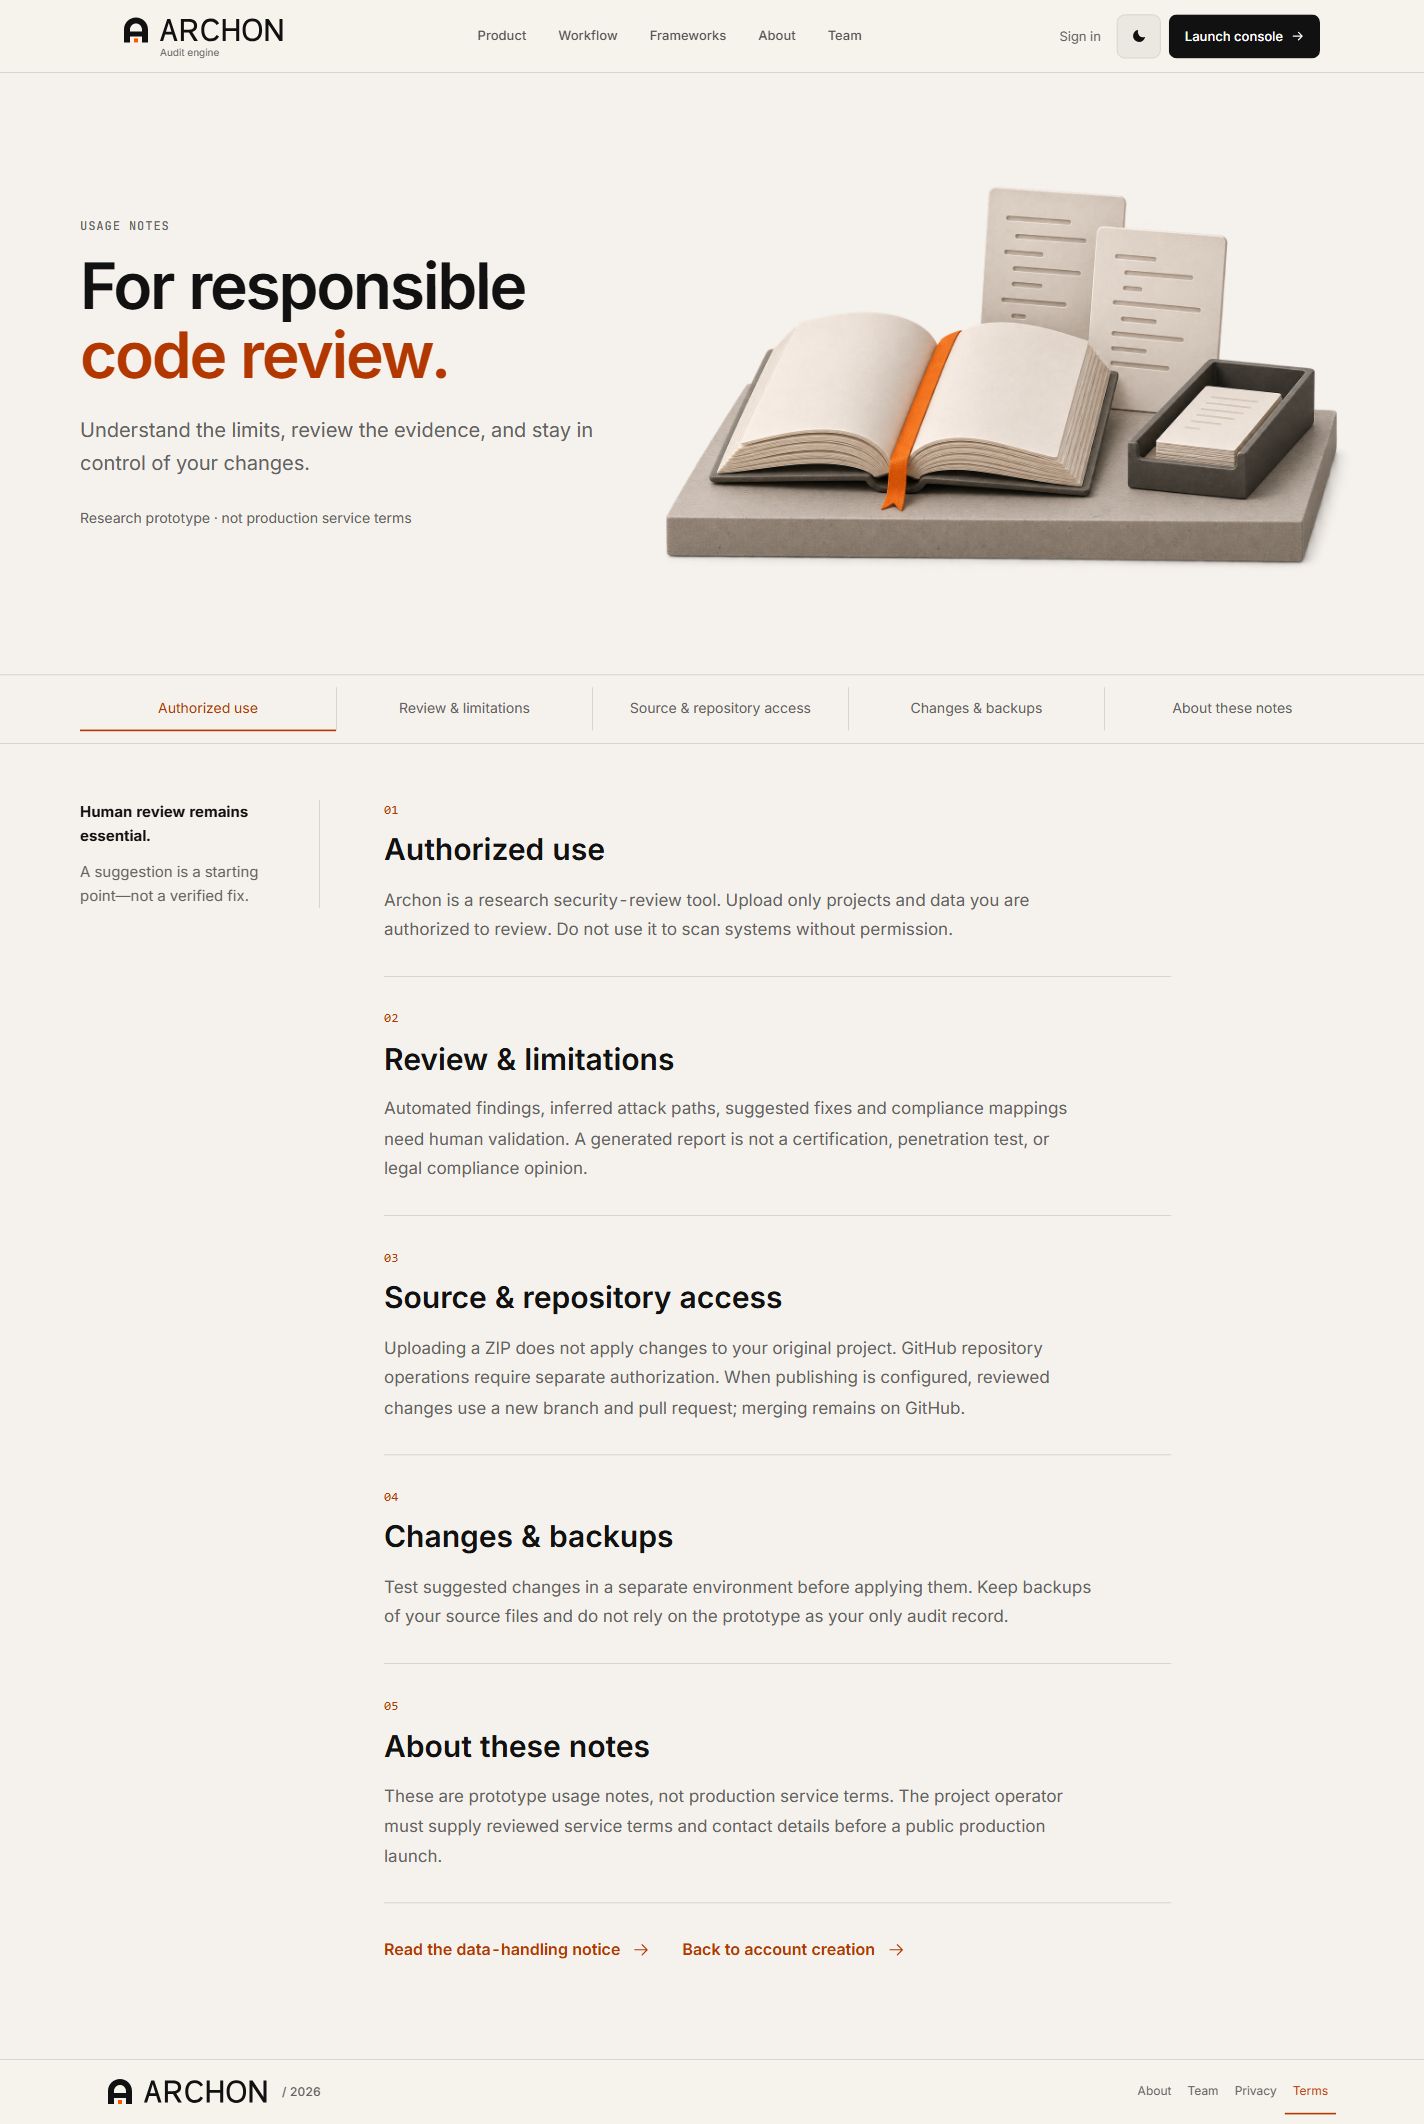 ARCHON
Audit engine
Product
Workflow
Frameworks
About
Team
Sign in
Launch console →
USAGE NOTES
For responsible
code review.
Understand the limits, review the evidence, and stay in
control of your changes.
Research prototype · not production service terms
Authorized use
Review & limitations
Source & repository access
Changes & backups
About these notes
Human review remains
essential.
A suggestion is a starting
point—not a verified fix.
01
Authorized use
Archon is a research security-review tool. Upload only projects and data you are
authorized to review. Do not use it to scan systems without permission.
02
Review & limitations
Automated findings, inferred attack paths, suggested fixes and compliance mappings
need human validation. A generated report is not a certification, penetration test, or
legal compliance opinion.
03
Source & repository access
Uploading a ZIP does not apply changes to your original project. GitHub repository
operations require separate authorization. When publishing is configured, reviewed
changes use a new branch and pull request; merging remains on GitHub.
04
Changes & backups
Test suggested changes in a separate environment before applying them. Keep backups
of your source files and do not rely on the prototype as your only audit record.
05
About these notes
These are prototype usage notes, not production service terms. The project operator
must supply reviewed service terms and contact details before a public production
launch.
Read the data-handling notice →
Back to account creation →
ARCHON / 2026
About
Team
Privacy
Terms